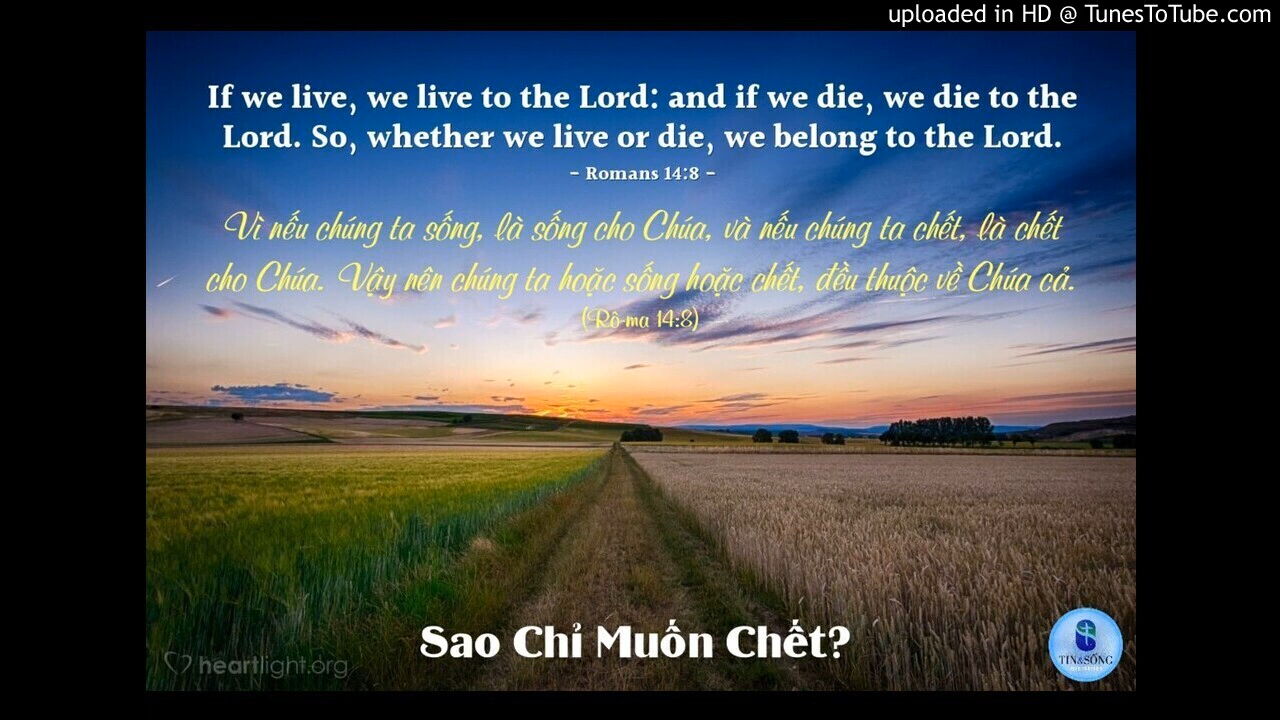 uploaded in HD @ TunesToTube.com
If we live, we live to the Lord: and if we die, we die to the
Lord. So, whether we live or die, we belong to the Lord.
- Romans 14:8 -
Vì nếu chúng ta sống, là sống cho Chúa, và nếu chúng ta chết, là chết
cho Chúa. Vậy nên chúng ta hoặc sống hoặc chết, đều thuộc về Chúa cả.
(Rô-ma 14:8)
Sao Chỉ Muốn Chết?
heartlight.org
TIN&SỐNG